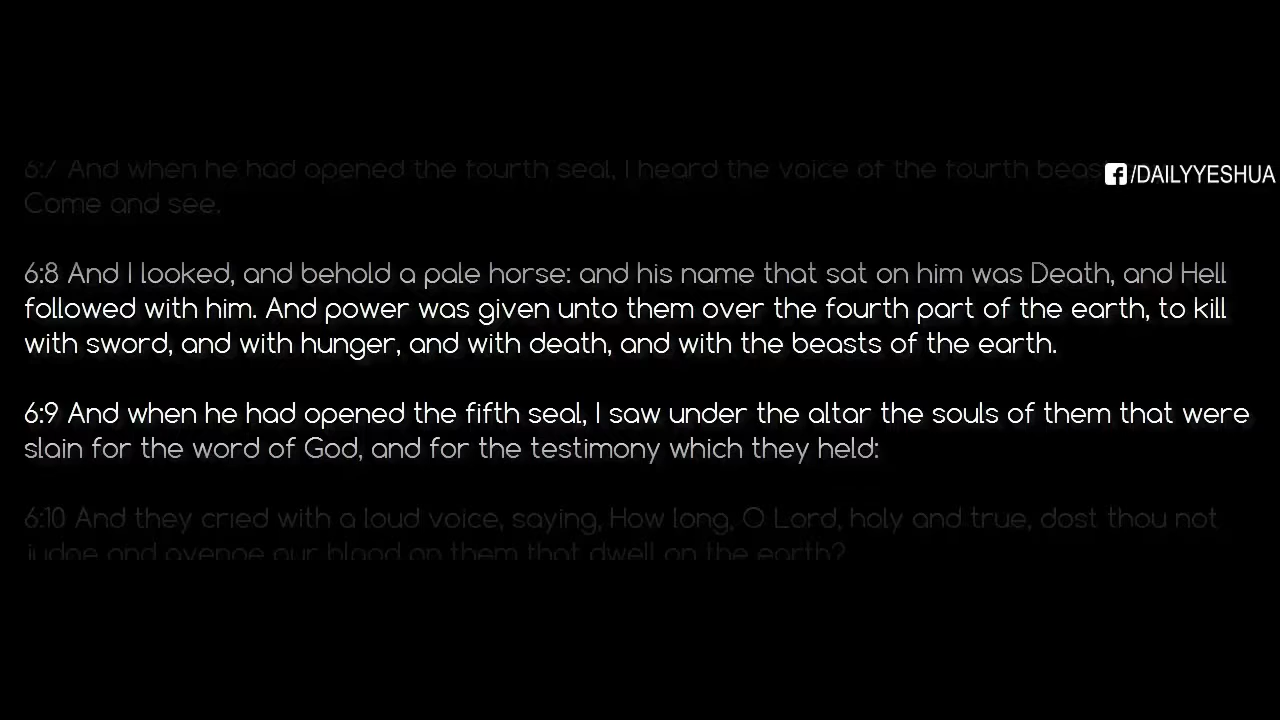 6:7 And when he had opened the fourth seal, I heard the voice of the fourth beas
/DAILYYESHUA
Come and see.
6:8 And I looked, and behold a pale horse: and his name that sat on him was Death, and Hell
followed with him. And power was given unto them over the fourth part of the earth, to kill
with sword, and with hunger, and with death, and with the beasts of the earth.
6:9 And when he had opened the fifth seal, I saw under the altar the souls of them that were
slain for the word of God, and for the testimony which they held:
6:10 And they cried with a loud voice, saying, How long, O Lord, holy and true, dost thou not
judge and avenge our blood on them that dwell on the earth?